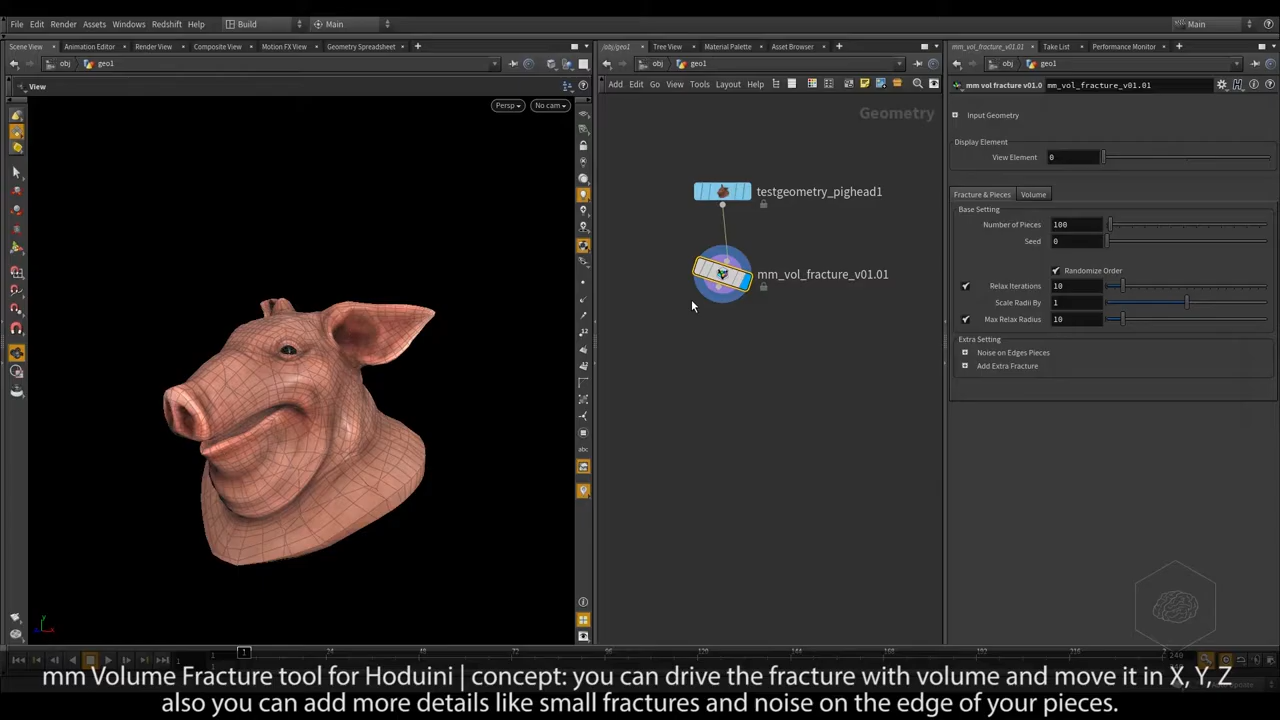 File Edit Render Assets Windows Redshift Help Build Main Main
Scene View Animation Editor Render View Composite View Motion FX View Geometry Spreadsheet
/obj/geo1 Tree View Material Palette Asset Browser
mm_vol_fracture_v01.01 Take List Performance Monitor
obj geo1
obj geo1
obj geo1
View
Add Edit Go View Tools Layout Help
mm vol fracture v01.0 mm_vol_fracture_v01.01
Persp No cam
Geometry
Input Geometry
Display Element
View Element 0
testgeometry_pighead1
Fracture & Pieces Volume
Base Setting
Number of Pieces 100
Seed 0
mm_vol_fracture_v01.01
Randomize Order
Relax Iterations 10
Scale Radii By 1
Max Relax Radius 10
Extra Setting
Noise on Edges Pieces
Add Extra Fracture
abc
y
x
1
mm Volume Fracture tool for Hoduini | concept: you can drive the fracture with volume and move it in X, Y, Z
also you can add more details like small fractures and noise on the edge of your pieces.